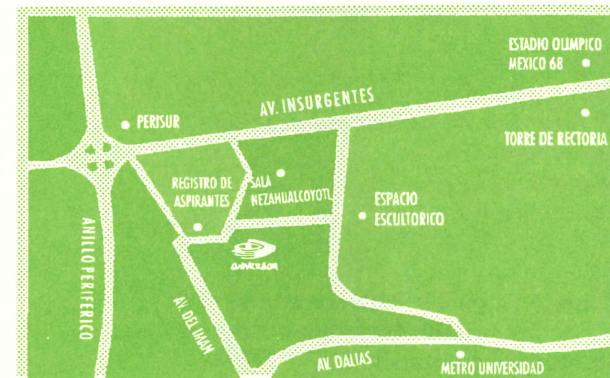 ESTADIO OLIMPICO
MEXICO 68
AV. INSURGENTES
PERISUR
TORRE DE RECTORIA
REGISTRO DE
ASPIRANTES
SALA
NEZAHUALCOYOTL
ESPACIO
ESCULTORICO
UNIVERSUM
ANILLO PERIFERICO
AV. DEL IMAN
AV. DALIAS
METRO UNIVERSIDAD